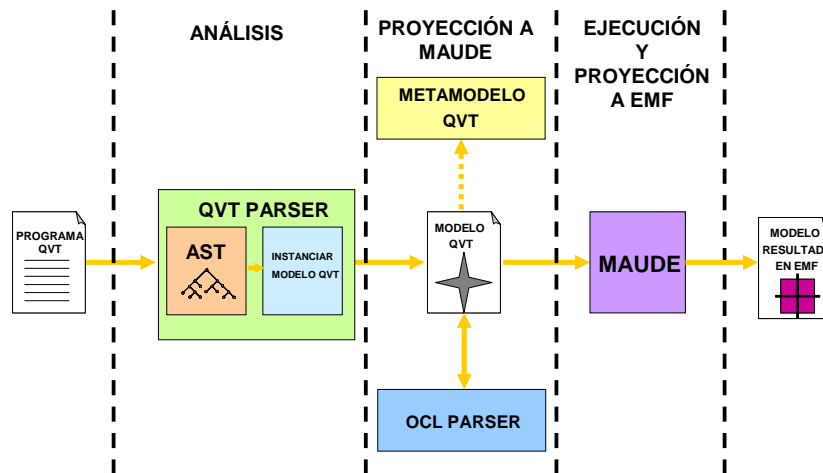 ANÁLISIS
PROYECCIÓN A
MAUDE
EJECUCIÓN
Y
PROYECCIÓN
A EMF
METAMODELO
QVT
PROGRAMA
QVT
QVT PARSER
AST
INSTANCIAR
MODELO QVT
MODELO
QVT
MAUDE
MODELO
RESULTAD
EN EMF
OCL PARSER